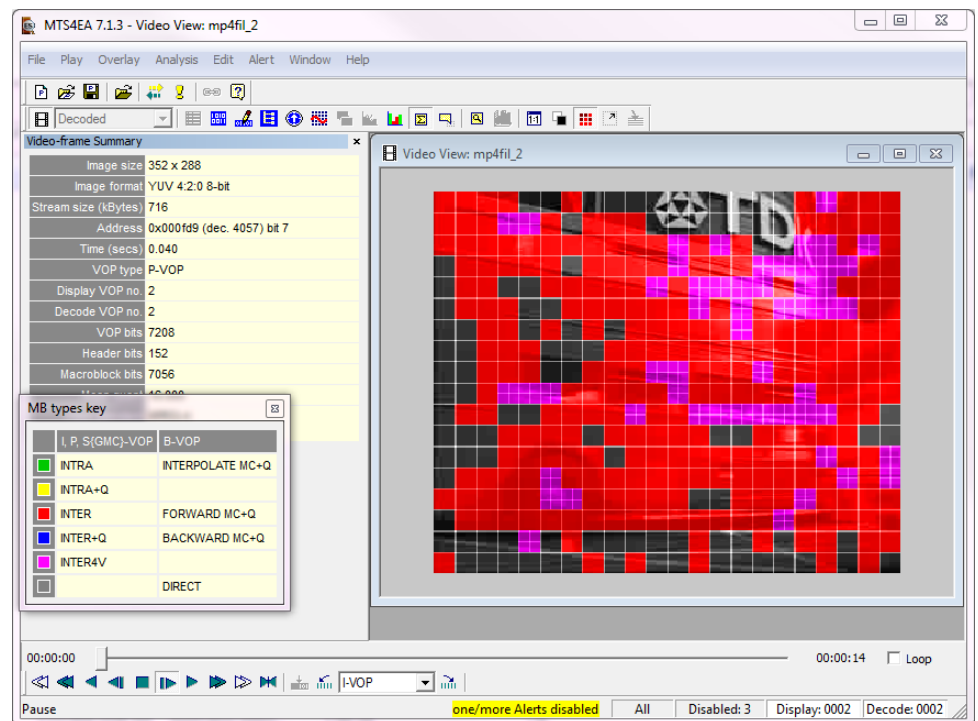 MTS4EA 7.1.3 - Video View: mp4fil_2
File Play Overlay Analysis Edit Alert Window Help
Decoded
Video-frame Summary
Image size 352 x 288
Image format YUV 4:2:0 8-bit
Stream size (kBytes) 716
Address 0x000fd9 (dec. 4057) bit 7
Time (secs) 0.040
VOP type P-VOP
Display VOP no. 2
Decode VOP no. 2
VOP bits 7208
Header bits 152
Macroblock bits 7056
MB types key
I, P, S{GMC}-VOP B-VOP
INTRA INTERPOLATE MC+Q
INTRA+Q
INTER FORWARD MC+Q
INTER+Q BACKWARD MC+Q
INTER4V
DIRECT
Video View: mp4fil_2
TD
00:00:00 00:00:14 Loop
I-VOP
Pause one/more Alerts disabled All Disabled: 3 Display: 0002 Decode: 0002